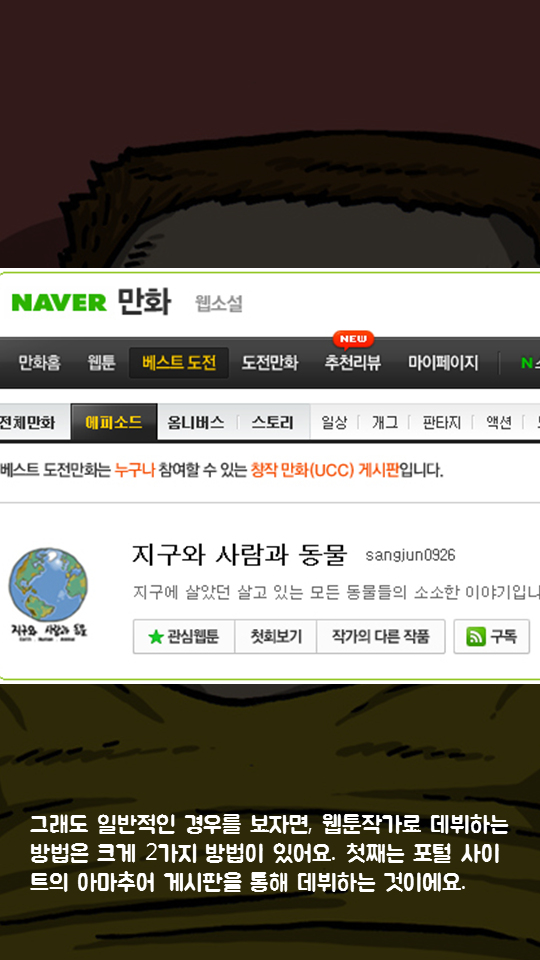 NAVER 만화 웹소설
NEW
만화홈 웹툰 베스트 도전 도전만화 추천리뷰 마이페이지 N
전체만화 에피소드 옴니버스 스토리 일상 개그 판타지 액션
베스트 도전만화는 누구나 참여할 수 있는 창작 만화(UCC) 게시판입니다.
지구와 사람과 동물 sangjun0926
지구에 살았던 살고 있는 모든 동물들의 소소한 이야기입니
지구와 사람과 동물
★ 관심웹툰 첫회보기 작가의 다른 작품 구독
그래도 일반적인 경우를 보자면, 웹툰작가로 데뷔하는
방법은 크게 2가지 방법이 있어요. 첫째는 포털 사이
트의 아마추어 게시판을 통해 데뷔하는 것이에요.